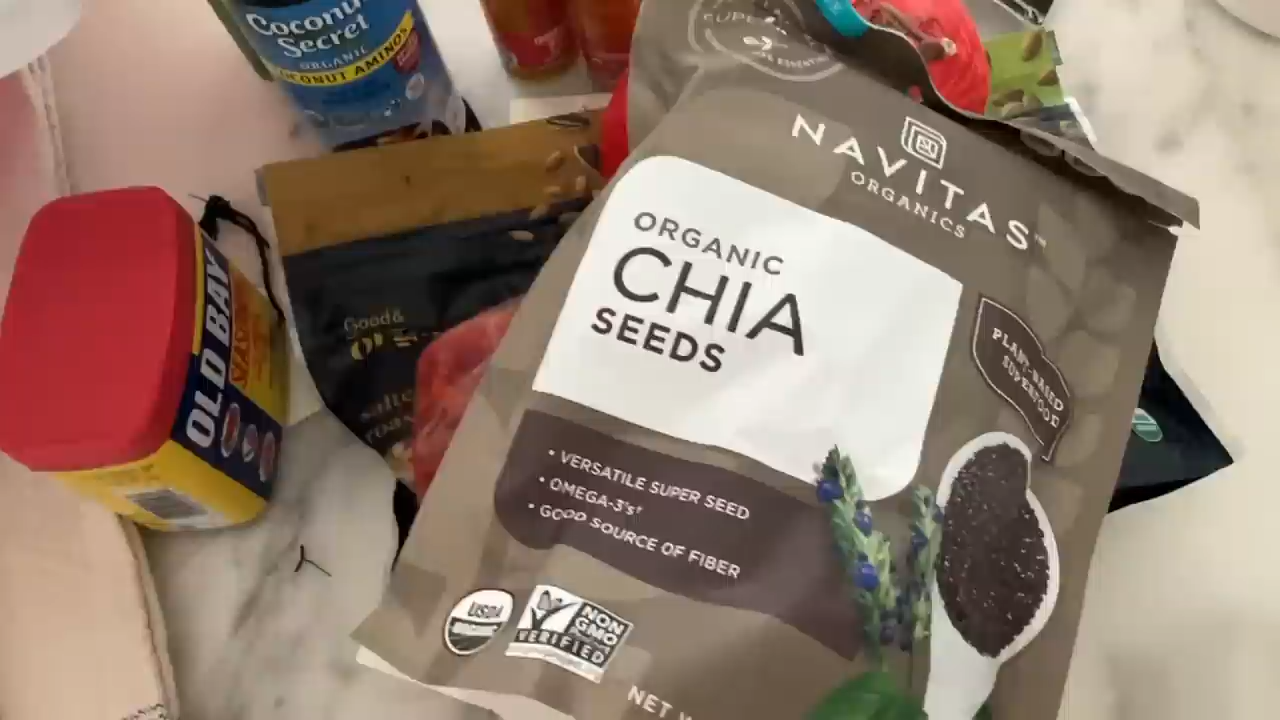 Coconut
Secret
ORGANIC
COCONUT AMINOS
NAVITAS™
ORGANICS
ORGANIC
CHIA
SEEDS
PLANT-BASED
SUPERFOOD
• VERSATILE SUPER SEED
• OMEGA-3's†
• GOOD SOURCE OF FIBER
USDA
NON
GMO
VERIFIED
NET
OLD BAY
Good&